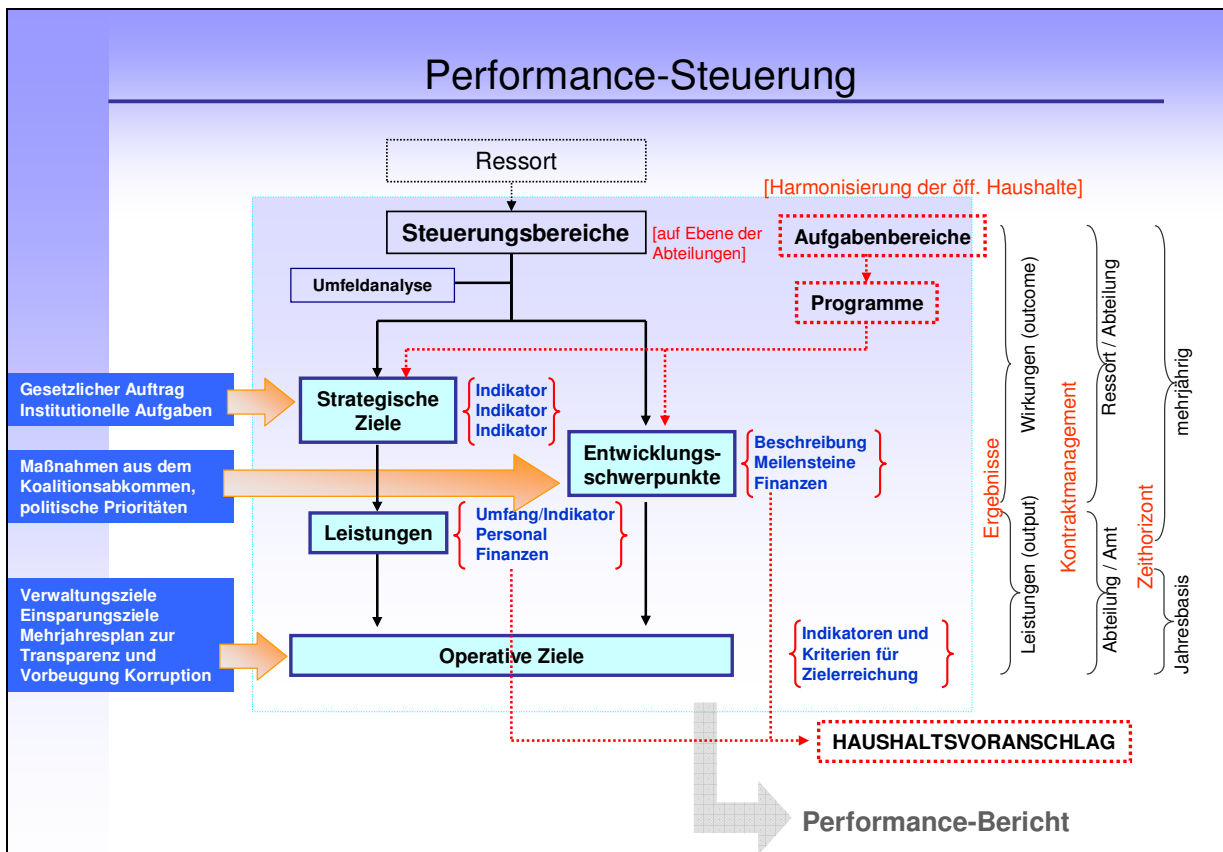 Performance-Steuerung
Ressort
[Harmonisierung der öff. Haushalte]
Steuerungsbereiche
[auf Ebene der
Abteilungen]
Aufgabenbereiche
Umfeldanalyse
Programme
Gesetzlicher Auftrag
Institutionelle Aufgaben
Strategische
Ziele
Indikator
Indikator
Indikator
Maßnahmen aus dem
Koalitionsabkommen,
politische Prioritäten
Entwicklungs-
schwerpunkte
Beschreibung
Meilensteine
Finanzen
Leistungen
Umfang/Indikator
Personal
Finanzen
Verwaltungsziele
Einsparungsziele
Mehrjahresplan zur
Transparenz und
Vorbeugung Korruption
Operative Ziele
Indikatoren und
Kriterien für
Zielerreichung
Ergebnisse
Wirkungen (outcome)
Leistungen (output)
Kontraktmanagement
Ressort / Abteilung
Abteilung / Amt
Zeithorizont
mehrjährig
Jahresbasis
HAUSHALTSVORANSCHLAG
Performance-Bericht